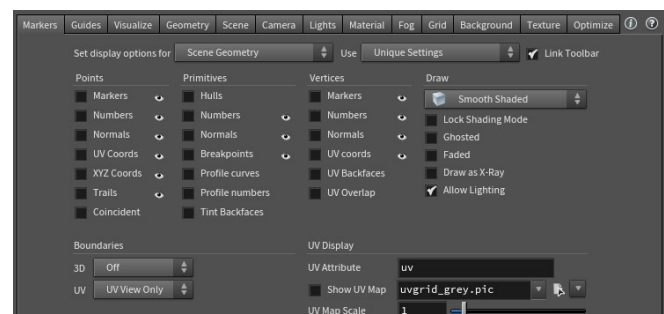 Markers Guides Visualize Geometry Scene Camera Lights Material Fog Grid Background Texture Optimize
Set display options for Scene Geometry Use Unique Settings Link Toolbar
Points Primitives Vertices Draw
Markers Hulls Markers Smooth Shaded
Numbers Numbers Numbers Lock Shading Mode
Normals Normals Normals Ghosted
UV Coords Breakpoints UV coords Faded
XYZ Coords Profile curves UV Backfaces Draw as X-Ray
Trails Profile numbers UV Overlap Allow Lighting
Coincident Tint Backfaces
Boundaries UV Display
3D Off UV Attribute uv
UV UV View Only Show UV Map uvgrid_grey.pic
UV Map Scale 1